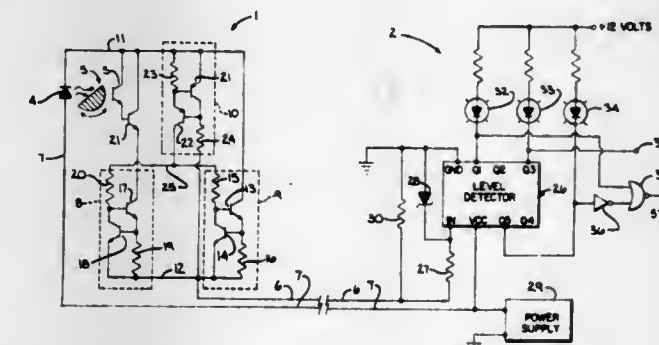 1
2
+12 VOLTS
11
5
3
4
23
21
10
22
24
21
7
20
8
17
25
15
13
9
18
19
12
14
16
32
33
34
GND
Q1
Q2
Q3
LEVEL
DETECTOR
26
28
30
IN
VCC
Q5
Q4
27
36
6
7
6
7
29
POWER
SUPPLY